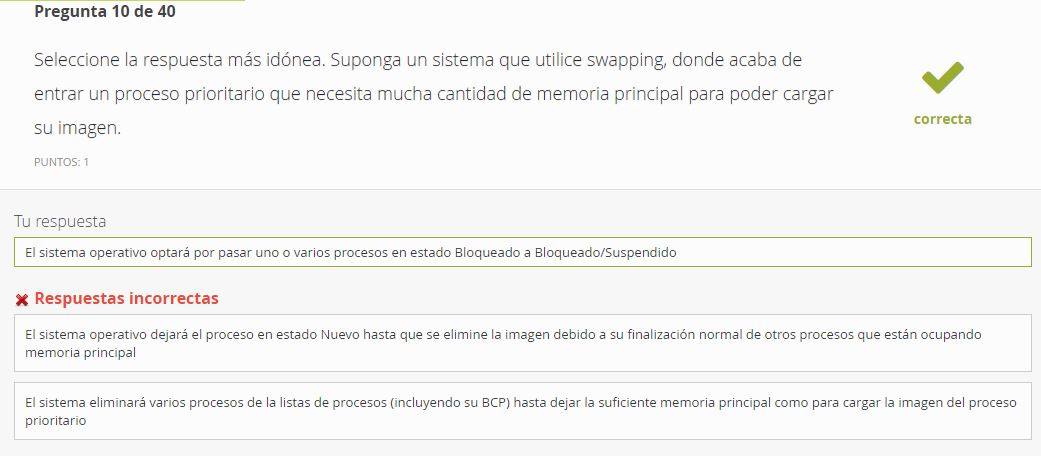 Pregunta 10 de 40
Seleccione la respuesta más idónea. Suponga un sistema que utilice swapping, donde acaba de
entrar un proceso prioritario que necesita mucha cantidad de memoria principal para poder cargar
su imagen.
correcta
PUNTOS: 1
Tu respuesta
El sistema operativo optará por pasar uno o varios procesos en estado Bloqueado a Bloqueado/Suspendido
Respuestas incorrectas
El sistema operativo dejará el proceso en estado Nuevo hasta que se elimine la imagen debido a su finalización normal de otros procesos que están ocupando
memoria principal
El sistema eliminará varios procesos de la listas de procesos (incluyendo su BCP) hasta dejar la suficiente memoria principal como para cargar la imagen del proceso
prioritario